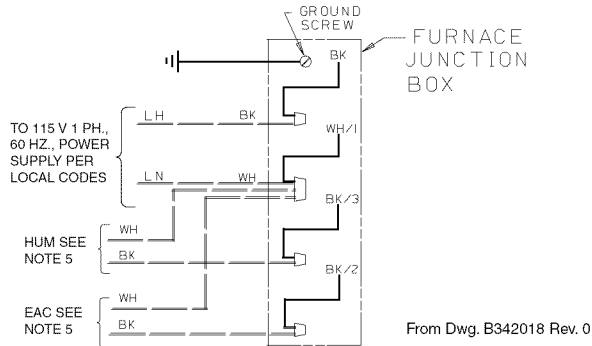 GROUND
SCREW
FURNACE
JUNCTION
BOX
BK
LH
BK
TO 115 V 1 PH.,
60 HZ., POWER
SUPPLY PER
LOCAL CODES
WH/1
LN
WH
WH
HUM SEE
NOTE 5
BK
BK/3
WH
EAC SEE
NOTE 5
BK
BK/2
From Dwg. B342018 Rev. 0